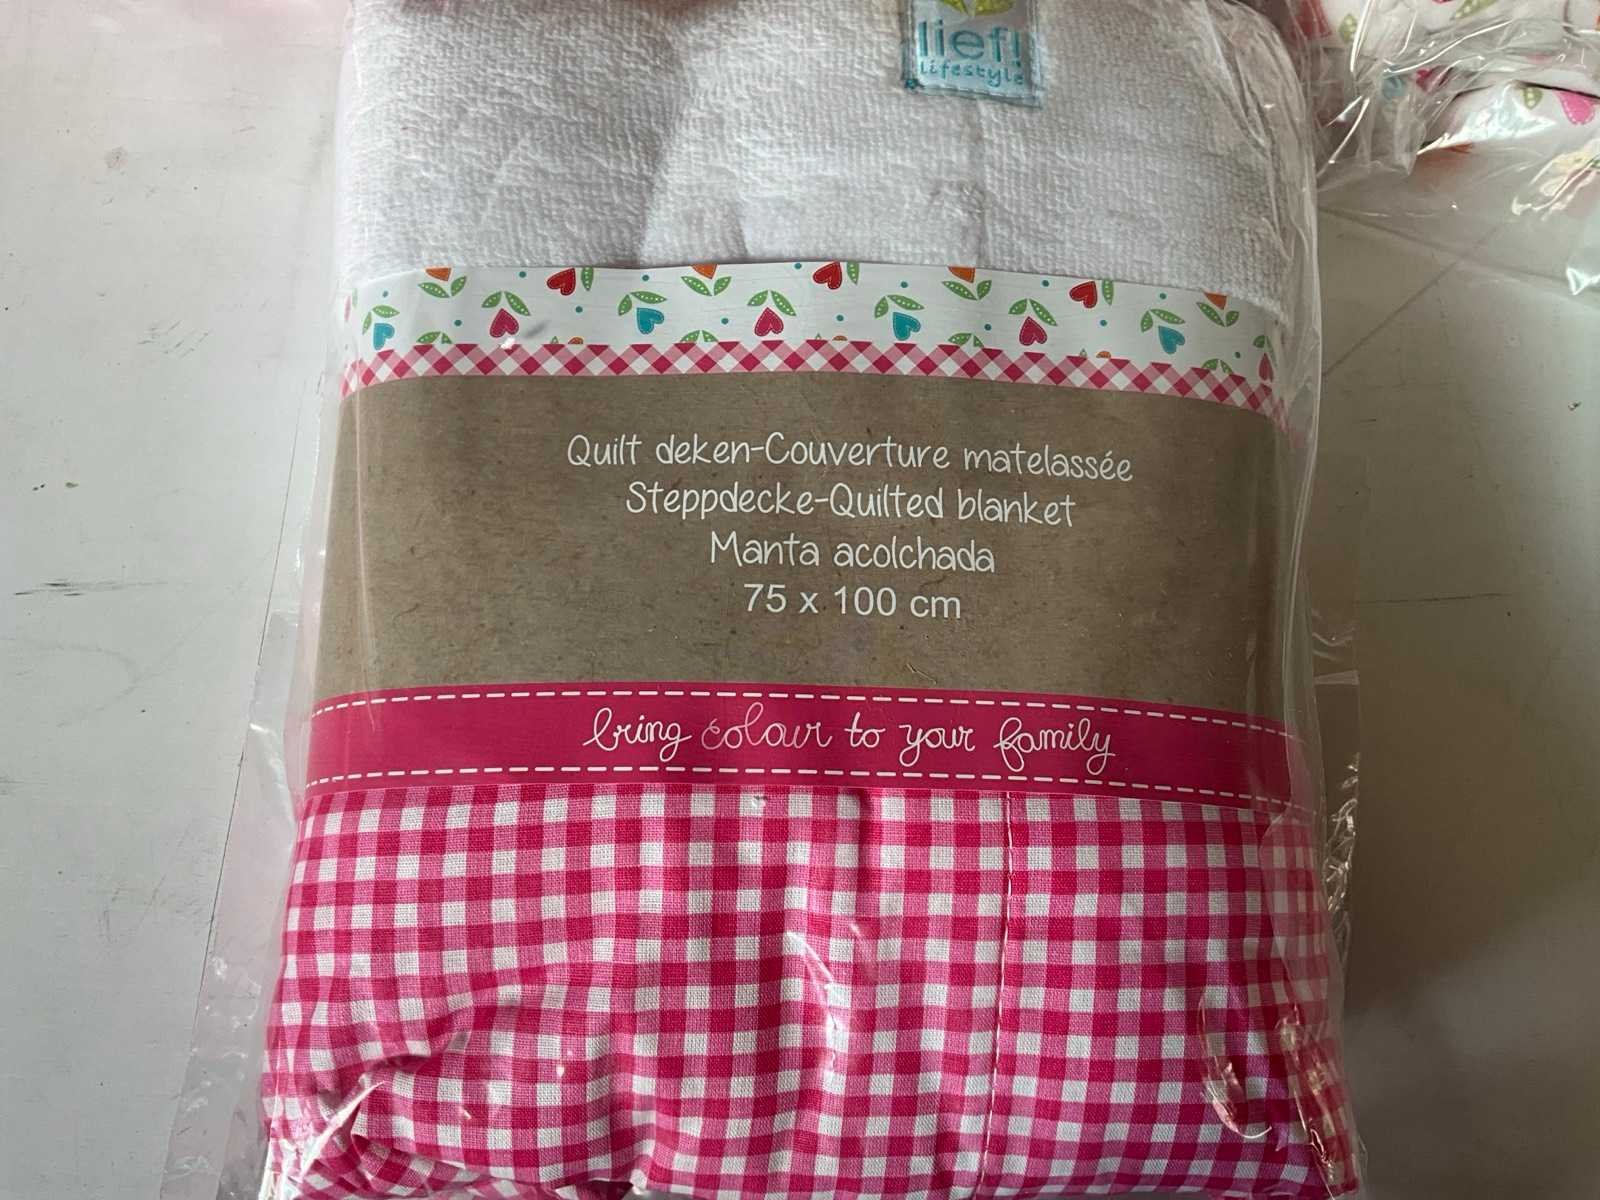 lief!
lifestyle
Quilt deken-Couverture matelassée
Steppdecke-Quilted blanket
Manta acolchada
75 x 100 cm
bring colour to your family